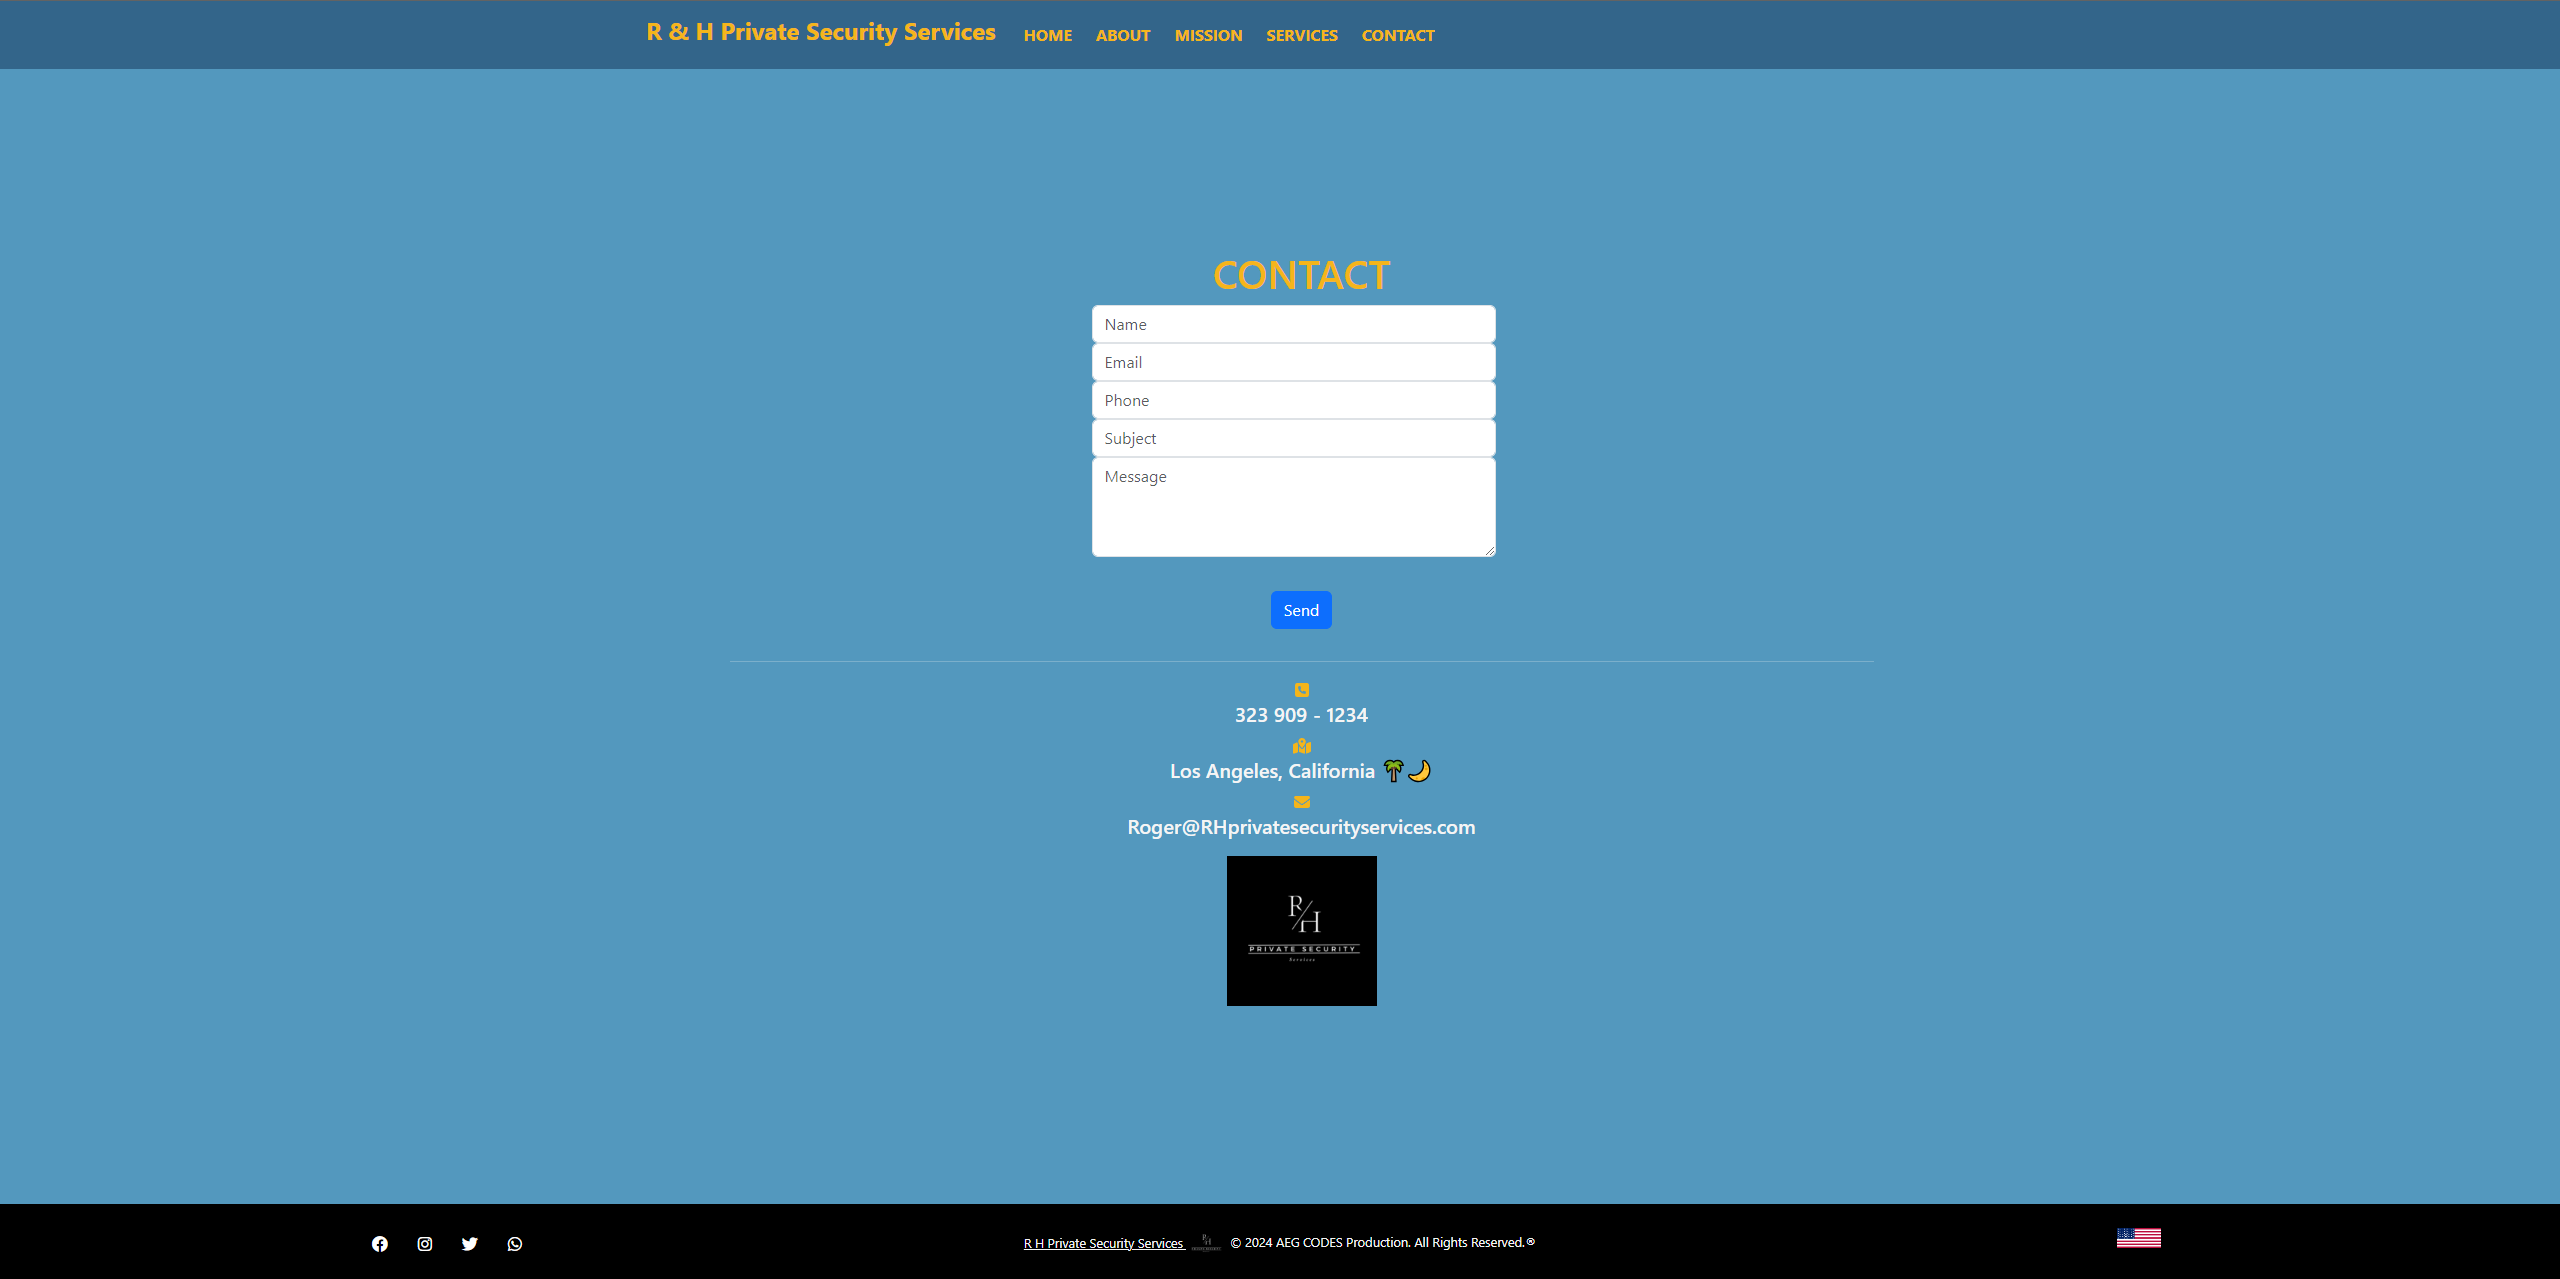 R & H Private Security Services HOME ABOUT MISSION SERVICES CONTACT
CONTACT
Name
Email
Phone
Subject
Message
Send
323 909 - 1234
Los Angeles, California 🌴🌙
Roger@RHprivatesecurityservices.com
R/H
PRIVATE SECURITY
Services
R H Private Security Services © 2024 AEG CODES Production. All Rights Reserved.®